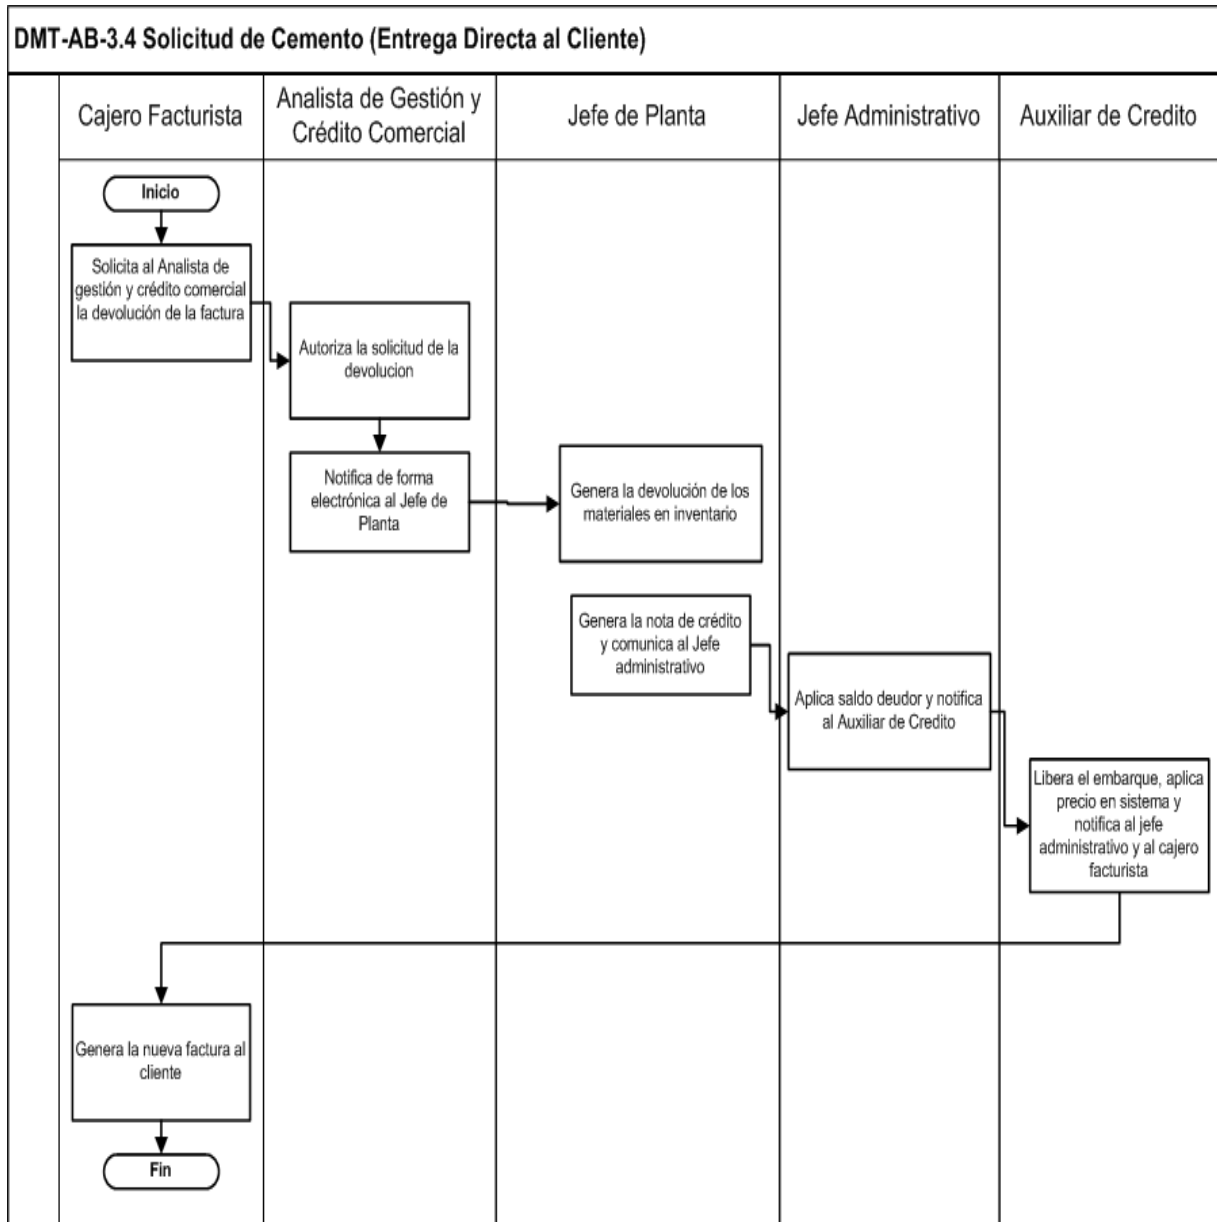 DMT-AB-3.4 Solicitud de Cemento (Entrega Directa al Cliente)
Cajero Facturista
Analista de Gestión y
Crédito Comercial
Jefe de Planta
Jefe Administrativo
Auxiliar de Credito
Inicio
Solicita al Analista de
gestión y crédito comercial
la devolución de la factura
Autoriza la solicitud de la
devolucion
Notifica de forma
electrónica al Jefe de
Planta
Genera la devolución de los
materiales en inventario
Genera la nota de crédito
y comunica al Jefe
administrativo
Aplica saldo deudor y notifica
al Auxiliar de Credito
Libera el embarque, aplica
precio en sistema y
notifica al jefe
administrativo y al cajero
facturista
Genera la nueva factura al
cliente
Fin